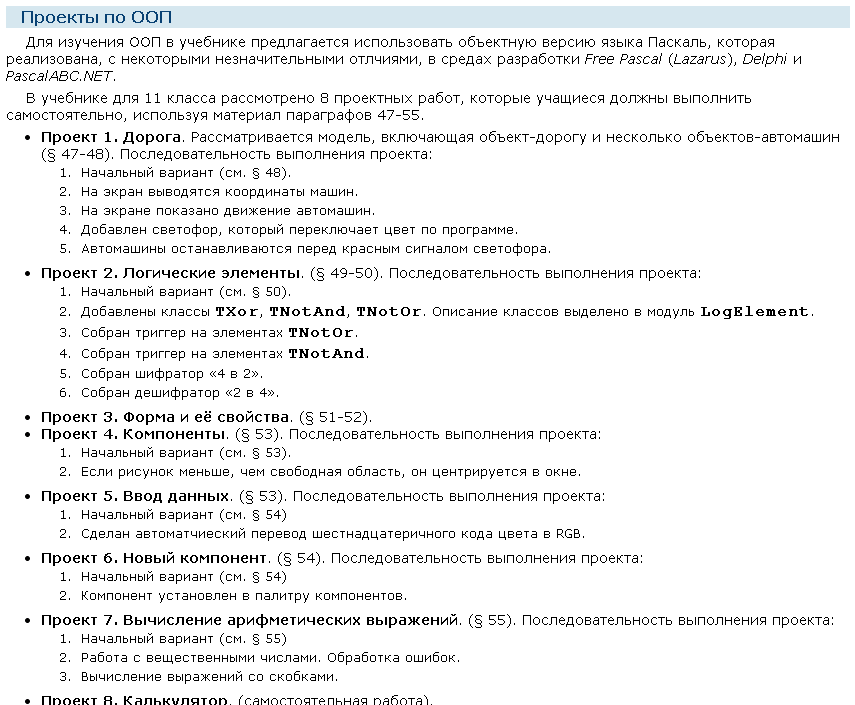 Проекты по ООП
Для изучения ООП в учебнике предлагается использовать объектную версию языка Паскаль, которая
реализована, с некоторыми незначительными отлчиями, в средах разработки Free Pascal (Lazarus), Delphi и
PascalABC.NET.
В учебнике для 11 класса рассмотрено 8 проектных работ, которые учащиеся должны выполнить
самостоятельно, используя материал параграфов 47-55.
• Проект 1. Дорога. Рассматривается модель, включающая объект-дорогу и несколько объектов-автомашин
(§ 47-48). Последовательность выполнения проекта:
1. Начальный вариант (см. § 48).
2. На экран выводятся координаты машин.
3. На экране показано движение автомашин.
4. Добавлен светофор, который переключает цвет по программе.
5. Автомашины останавливаются перед красным сигналом светофора.
• Проект 2. Логические элементы. (§ 49-50). Последовательность выполнения проекта:
1. Начальный вариант (см. § 50).
2. Добавлены классы TXor, TNotAnd, TNotOr. Описание классов выделено в модуль LogElement.
3. Собран триггер на элементах TNotOr.
4. Собран триггер на элементах TNotAnd.
5. Собран шифратор «4 в 2».
6. Собран дешифратор «2 в 4».
• Проект 3. Форма и её свойства. (§ 51-52).
• Проект 4. Компоненты. (§ 53). Последовательность выполнения проекта:
1. Начальный вариант (см. § 53).
2. Если рисунок меньше, чем свободная область, он центрируется в окне.
• Проект 5. Ввод данных. (§ 53). Последовательность выполнения проекта:
1. Начальный вариант (см. § 54)
2. Сделан автоматчиеский перевод шестнадцатеричного кода цвета в RGB.
• Проект 6. Новый компонент. (§ 54). Последовательность выполнения проекта:
1. Начальный вариант (см. § 54)
2. Компонент установлен в палитру компонентов.
• Проект 7. Вычисление арифметических выражений. (§ 55). Последовательность выполнения проекта:
1. Начальный вариант (см. § 55)
2. Работа с вещественными числами. Обработка ошибок.
3. Вычисление выражений со скобками.
• Проект 8. Калькулятор. (самостоятельная работа).